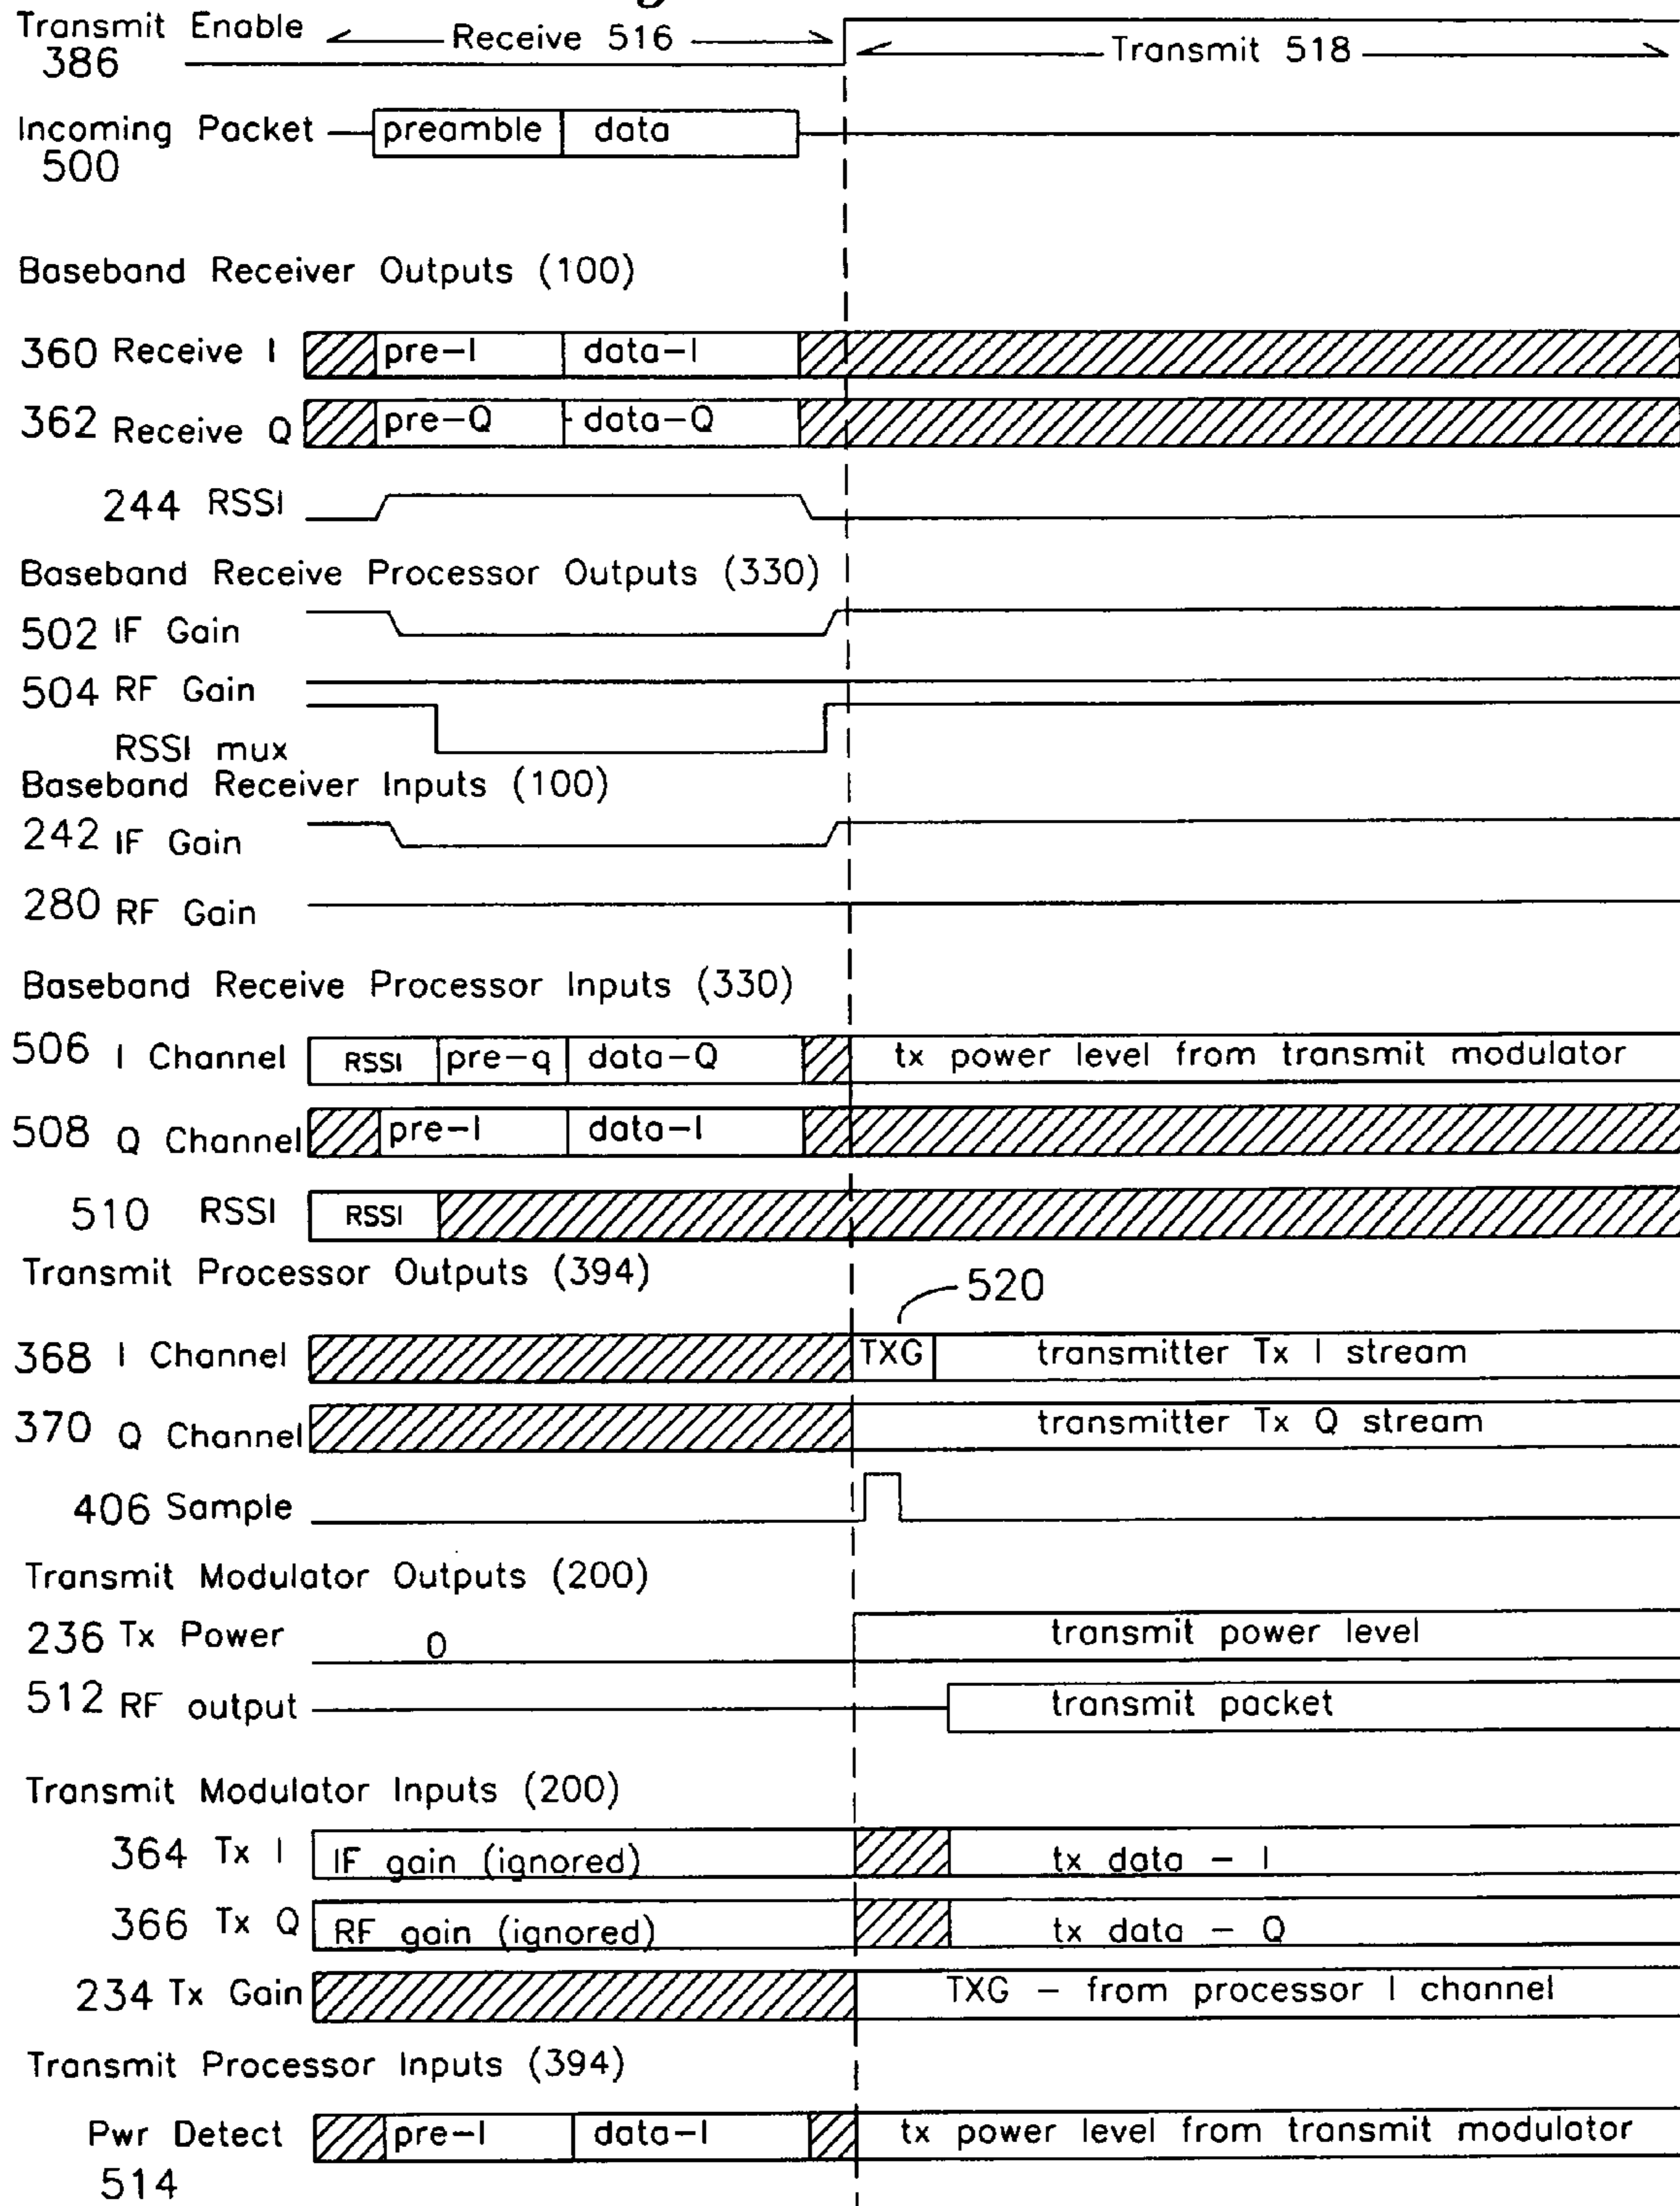 Transmit Enable
386
Receive 516
Transmit 518
Incoming Packet
500
preamble data
Baseband Receiver Outputs (100)
360 Receive I pre-I data-I
362 Receive Q pre-Q data-Q
244 RSSI
Baseband Receive Processor Outputs (330)
502 IF Gain
504 RF Gain
RSSI mux
Baseband Receiver Inputs (100)
242 IF Gain
280 RF Gain
Baseband Receive Processor Inputs (330)
506 I Channel RSSI pre-q data-Q tx power level from transmit modulator
508 Q Channel pre-I data-I
510 RSSI RSSI
Transmit Processor Outputs (394)
520
368 I Channel TXG transmitter Tx I stream
370 Q Channel transmitter Tx Q stream
406 Sample
Transmit Modulator Outputs (200)
236 Tx Power 0 transmit power level
512 RF output transmit packet
Transmit Modulator Inputs (200)
364 Tx I IF gain (ignored) tx data - I
366 Tx Q RF gain (ignored) tx data - Q
234 Tx Gain TXG - from processor I channel
Transmit Processor Inputs (394)
Pwr Detect pre-I data-I tx power level from transmit modulator
514